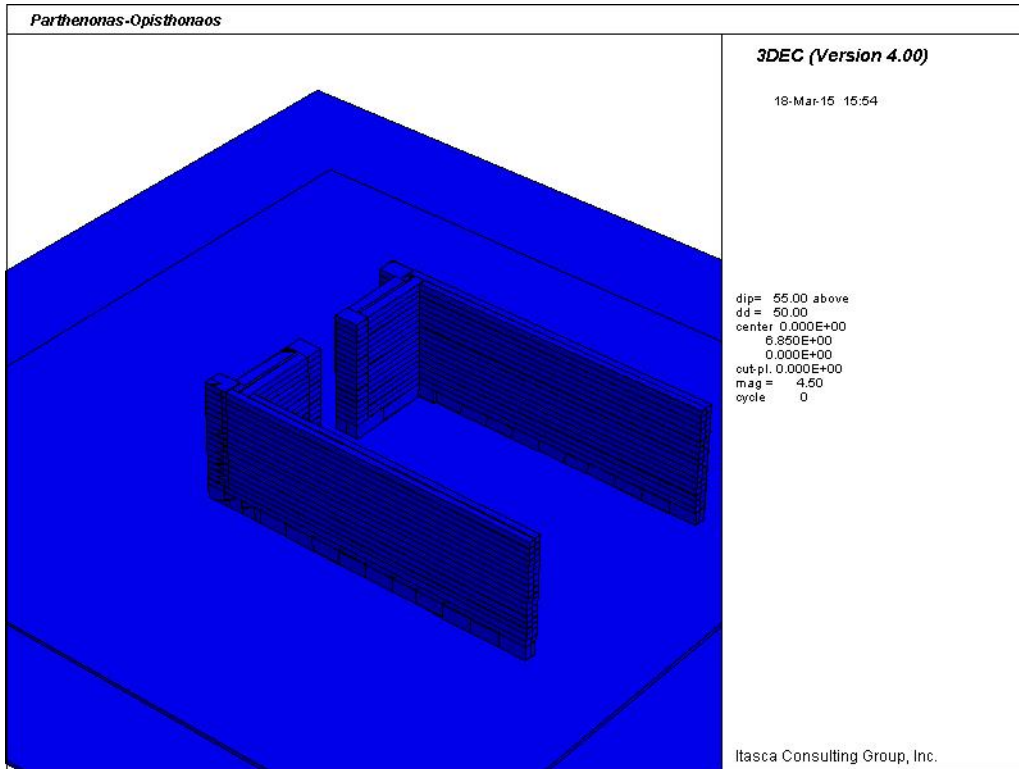 Parthenonas-Opisthonaos
3DEC (Version 4.00)
18-Mar-15 15:54
dip= 55.00 above
dd = 50.00
center 0.000E+00
6.850E+00
0.000E+00
cut-pl. 0.000E+00
mag = 4.50
cycle 0
Itasca Consulting Group, Inc.